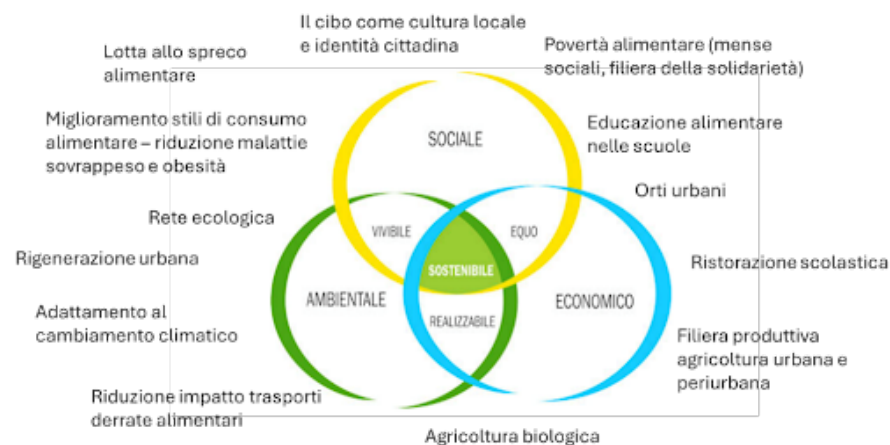 Il cibo come cultura locale
e identità cittadina
Lotta allo spreco
alimentare
Povertà alimentare (mense
sociali, filiera della solidarietà)
Miglioramento stili di consumo
alimentare – riduzione malattie
sovrappeso e obesità
SOCIALE
Educazione alimentare
nelle scuole
Orti urbani
Rete ecologica
VIVIBILE
EQUO
Rigenerazione urbana
SOSTENIBILE
Ristorazione scolastica
AMBIENTALE
ECONOMICO
REALIZZABILE
Adattamento al
cambiamento climatico
Filiera produttiva
agricoltura urbana e
periurbana
Riduzione impatto trasporti
derrate alimentari
Agricoltura biologica